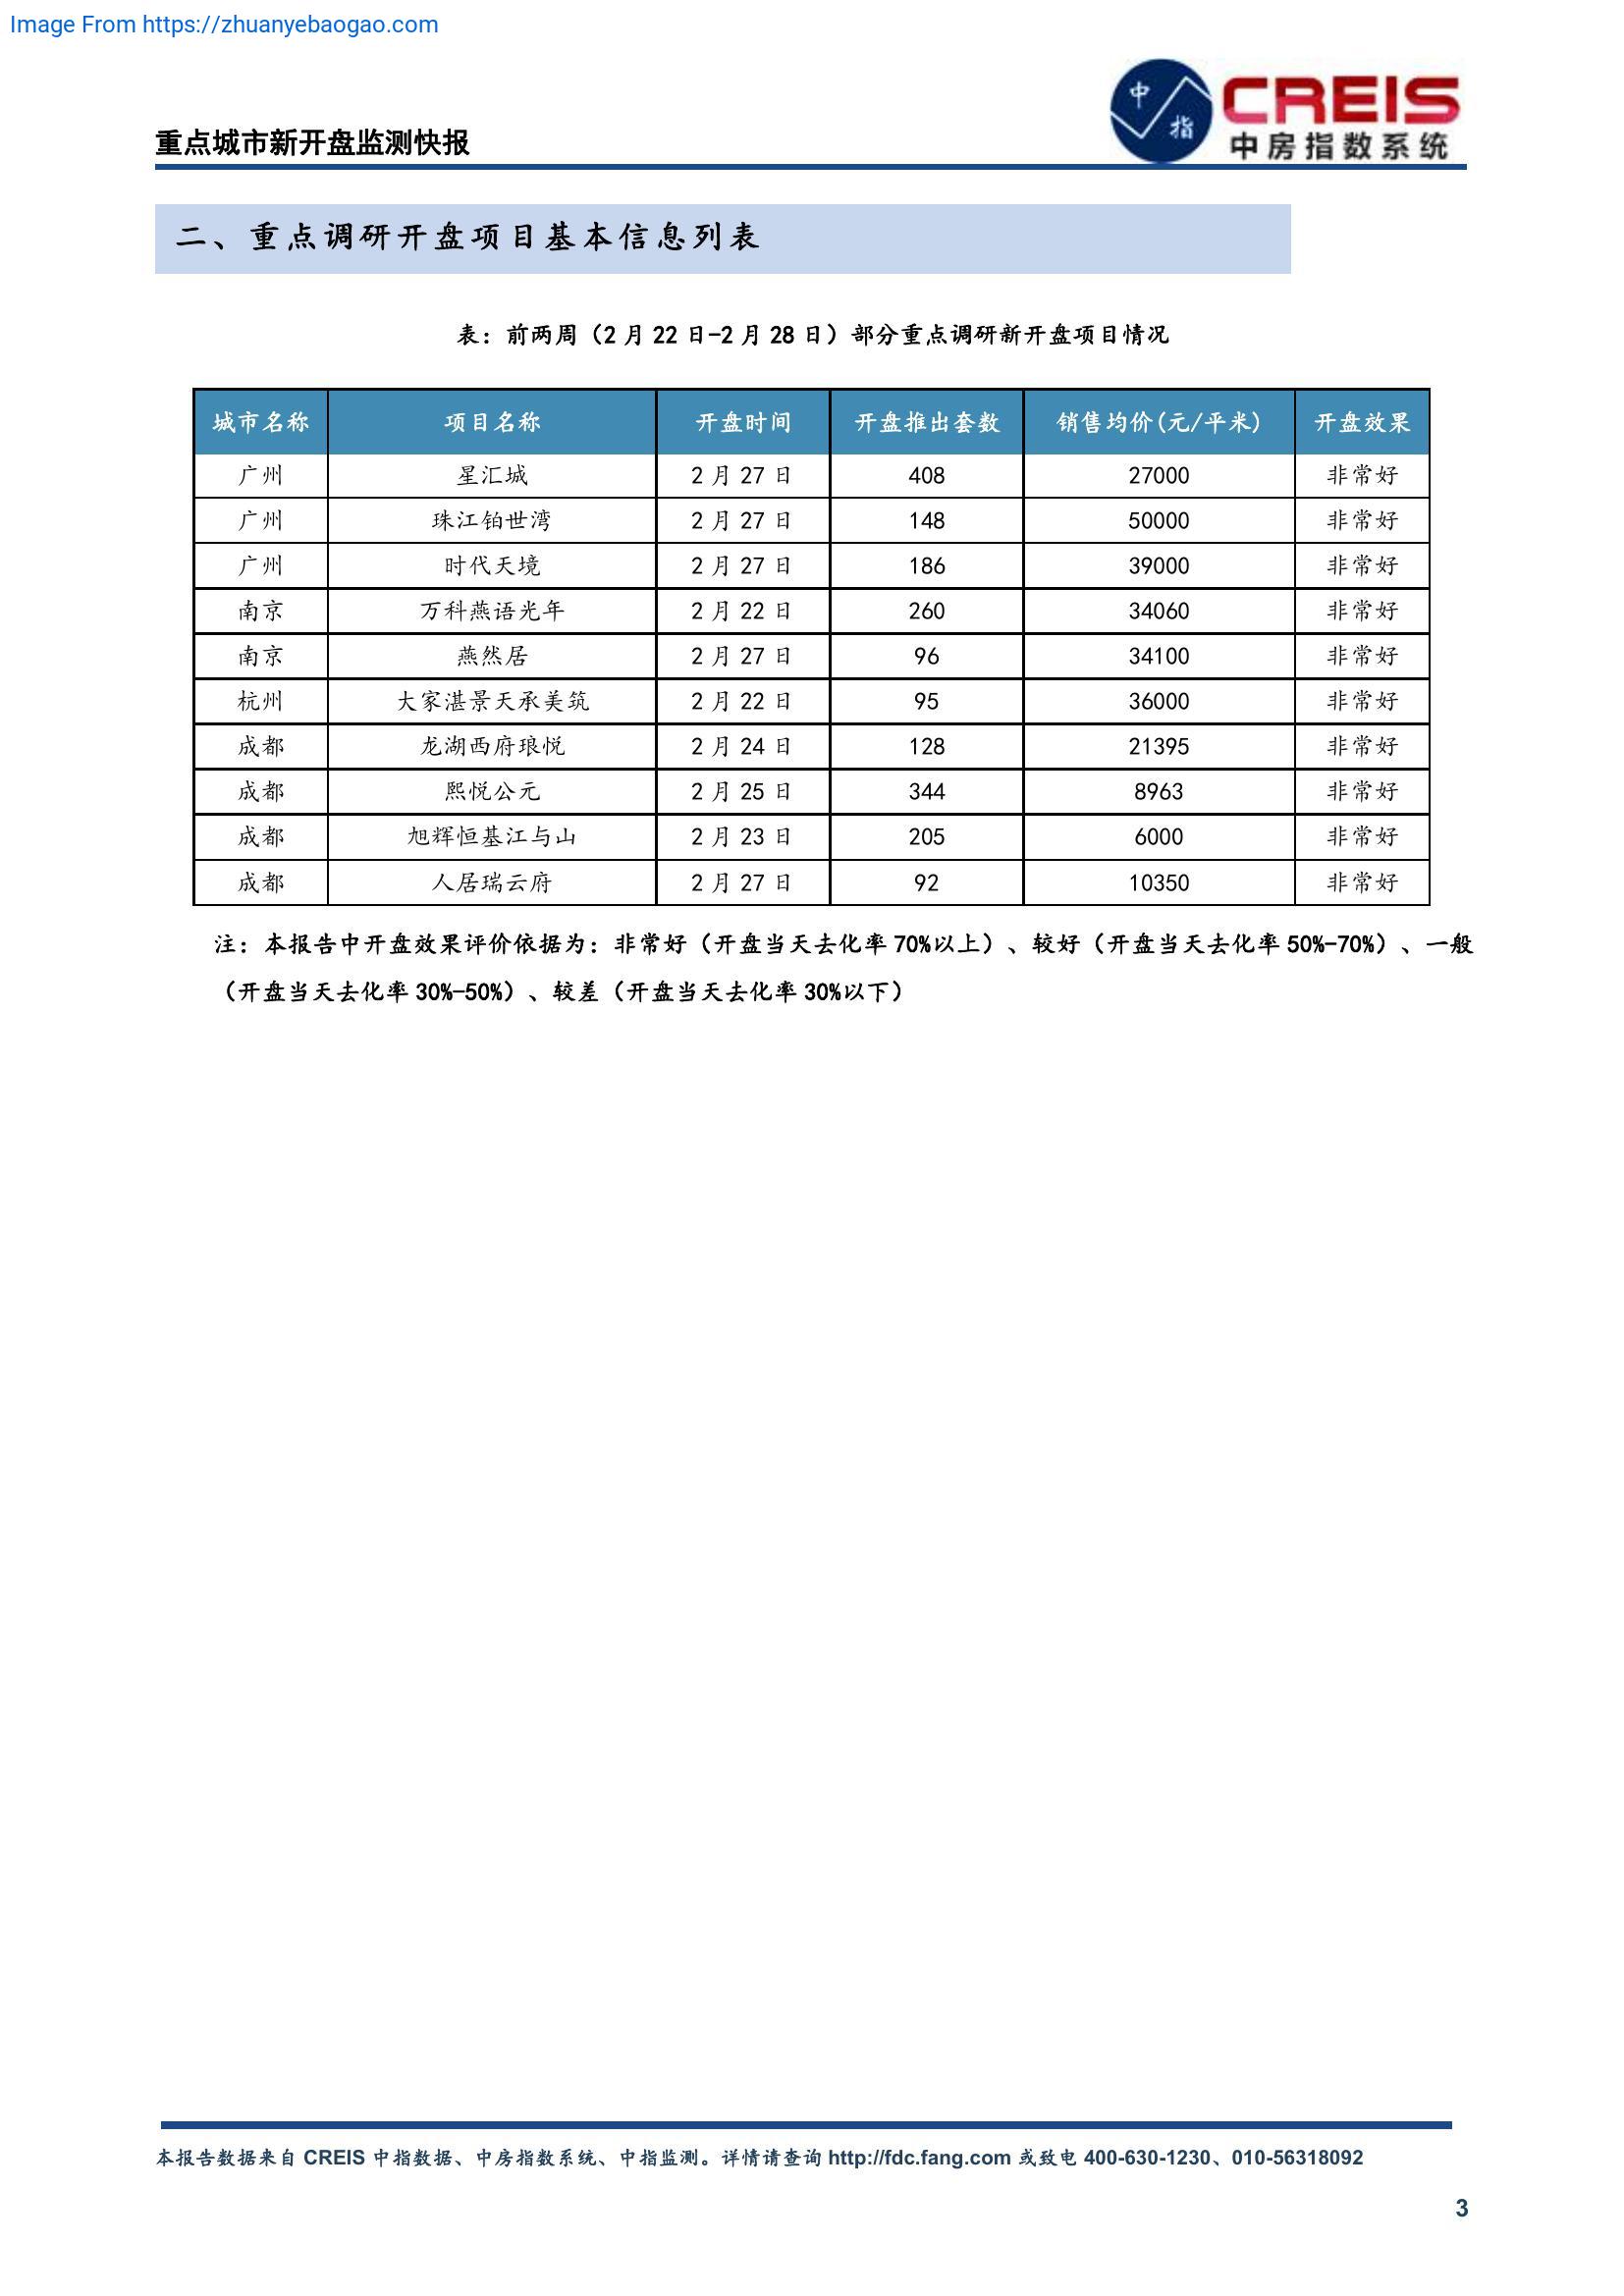 Image From https://zhuanyebaogao.com
中 指 CREIS
中房指数系统
重点城市新开盘监测快报
二、重点调研开盘项目基本信息列表
表：前两周（2 月 22 日-2 月 28 日）部分重点调研新开盘项目情况
城市名称 项目名称 开盘时间 开盘推出套数 销售均价(元/平米) 开盘效果
广州 星汇城 2 月 27 日 408 27000 非常好
广州 珠江铂世湾 2 月 27 日 148 50000 非常好
广州 时代天境 2 月 27 日 186 39000 非常好
南京 万科燕语光年 2 月 22 日 260 34060 非常好
南京 燕然居 2 月 27 日 96 34100 非常好
杭州 大家湛景天承美筑 2 月 22 日 95 36000 非常好
成都 龙湖西府琅悦 2 月 24 日 128 21395 非常好
成都 熙悦公元 2 月 25 日 344 8963 非常好
成都 旭辉恒基江与山 2 月 23 日 205 6000 非常好
成都 人居瑞云府 2 月 27 日 92 10350 非常好
注：本报告中开盘效果评价依据为：非常好（开盘当天去化率 70%以上）、较好（开盘当天去化率 50%-70%）、一般
（开盘当天去化率 30%-50%）、较差（开盘当天去化率 30%以下）
本报告数据来自 CREIS 中指数据、中房指数系统、中指监测。详情请查询 http://fdc.fang.com 或致电 400-630-1230、010-56318092
3